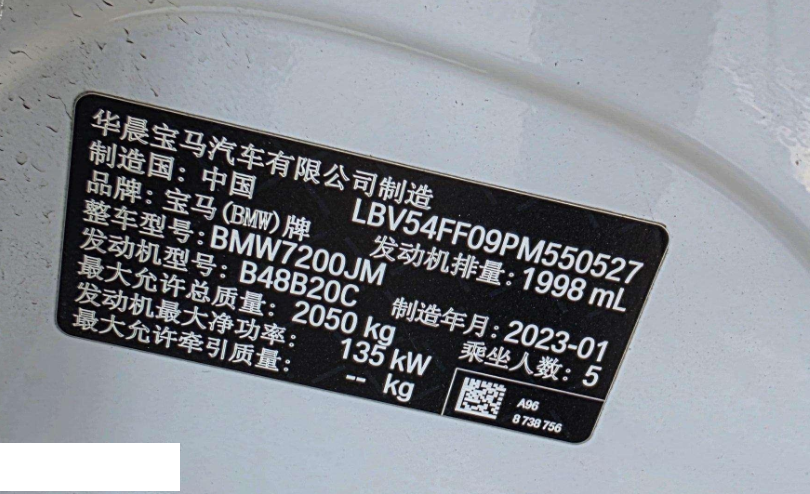 华晨宝马汽车有限公司制造
制造国：中国
LBV54FF09PM550527
品牌：宝马(BMW)牌
发动机排量：1998 mL
整车型号：BMW7200JM
发动机型号：B48B20C
制造年月：2023-01
最大允许总质量：2050 kg
乘坐人数：5
发动机最大净功率：135 kW
最大允许牵引质量：-- kg
A96
8 738 756